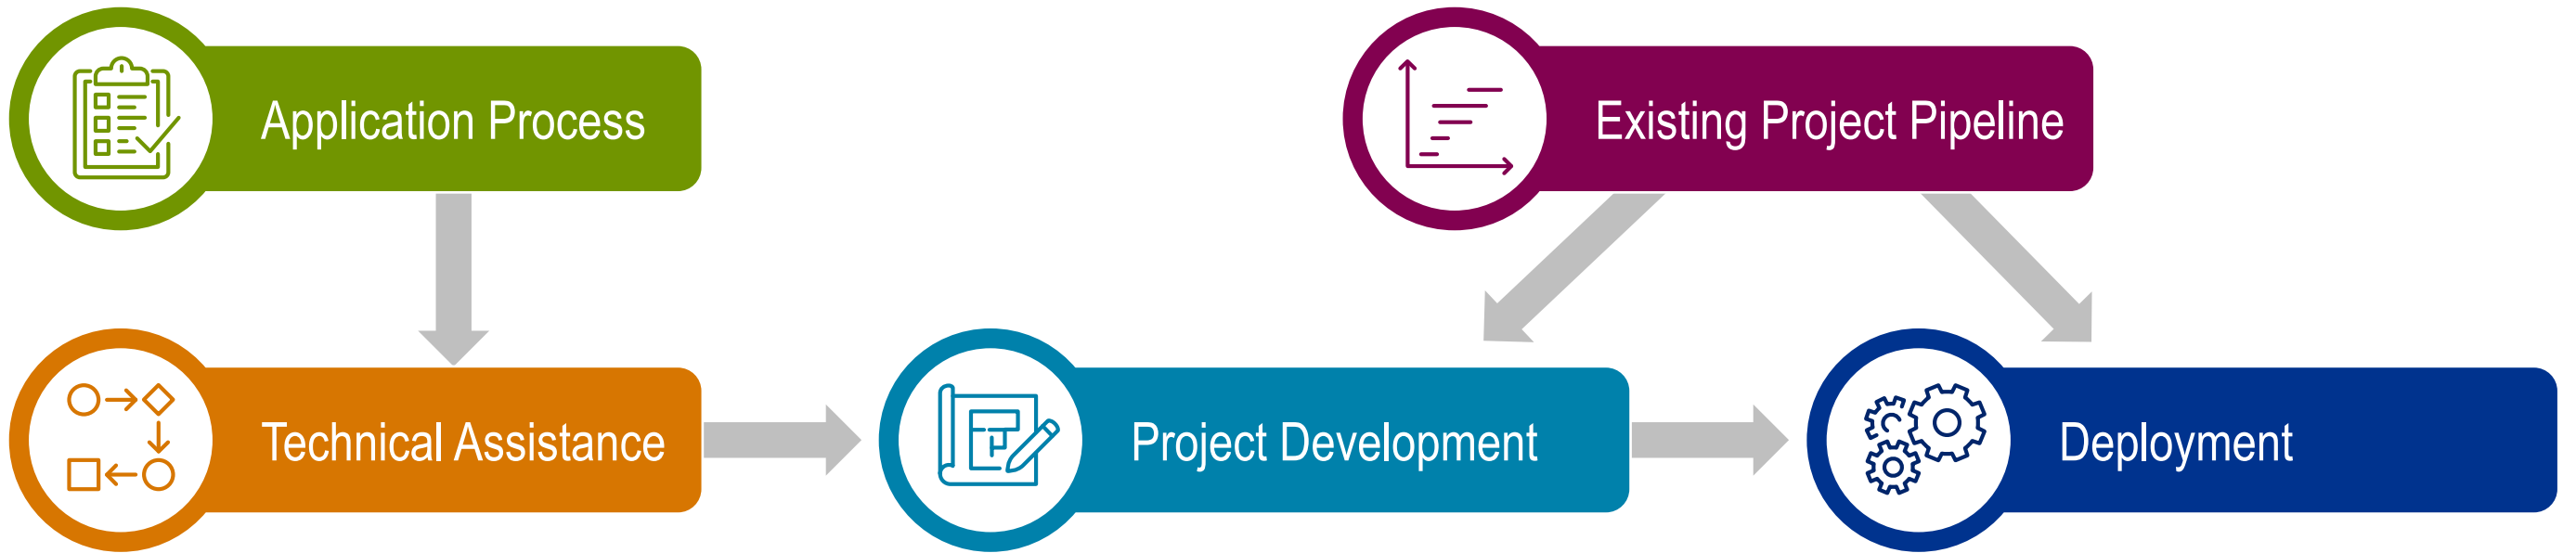 Application Process
Existing Project Pipeline
Technical Assistance
Project Development
Deployment